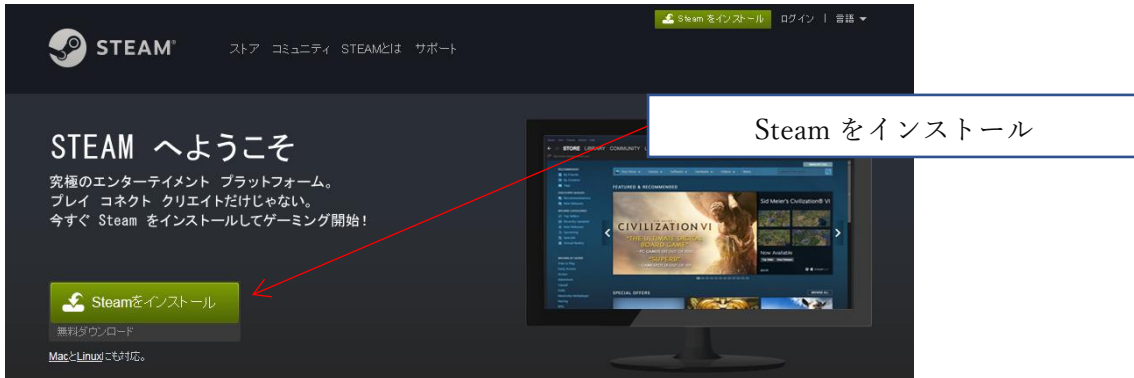 Steam をインストール
ログイン | 言語
STEAM®
ストア コミュニティ STEAMとは サポート
Steam をインストール
STEAM へようこそ
究極のエンターテイメント プラットフォーム。
プレイ コネクト クリエイトだけじゃない。
今すぐ Steam をインストールしてゲーミング開始！
STORE LIBRARY COMMUNITY
FEATURED & RECOMMENDED
Sid Meier's Civilization® VI
CIVILIZATION VI
"THE ULTIMATE DIGITAL
BOARD GAME"
"SUPERB"
Now Available
SPECIAL OFFERS
Steamをインストール
無料ダウンロード
MacとLinuxにも対応。